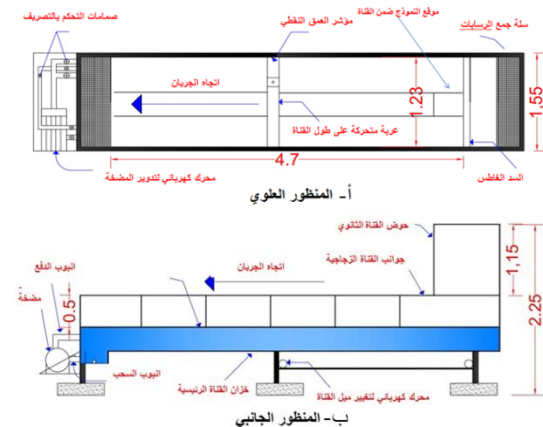 صمامات التحكم بالتصريف
مؤشر العمق النقطي
موقع النموذج ضمن القناة
سلة جمع الرسابات
اتجاه الجريان
1.23
1.55
عربة متحركة على طول القناة
4.7
السد الغاطس
محرك كهربائي لتدوير المضخة
أ- المنظور العلوي
حوض القناة الثانوي
جوانب القناة الزجاجية
اتجاه الجريان
انبوب الدفع
مضخة
0.5
1,15
2.25
انبوب السحب
خزان القناة الرئيسية
محرك كهربائي لتغيير ميل القناة
ب- المنظور الجانبي